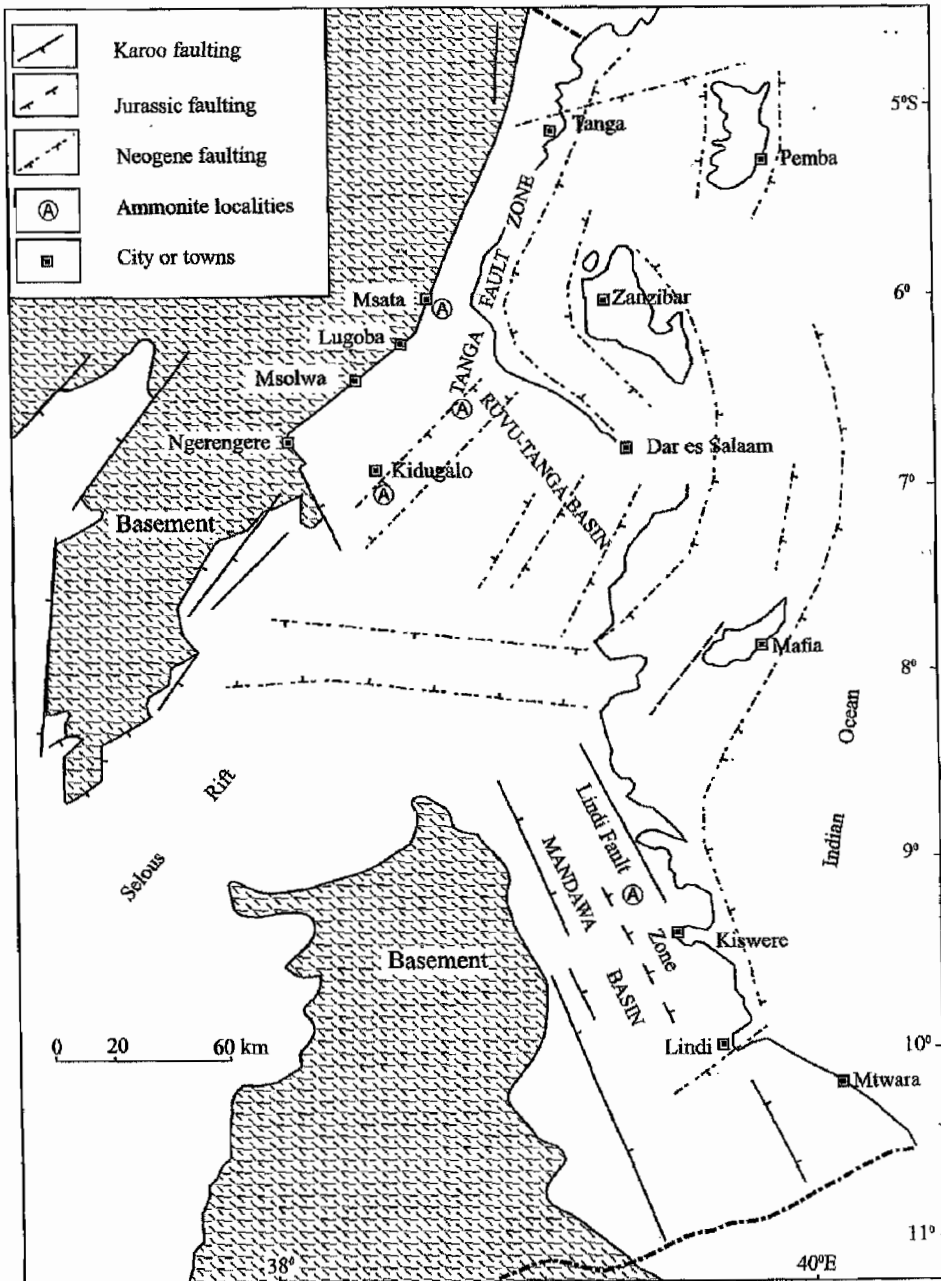 Karoo faulting
Jurassic faulting
Neogene faulting
A Ammonite localities
City or towns
5°S
Tanga
Pemba
TANGA FAULT ZONE
6°
Msata
A
Zanzibar
Lugoba
Msolwa
A
RUVU-TANGA BASIN
Ngerengere
Dar es Salaam
Kidugalo
A
7°
Basement
Mafia
8°
Indian Ocean
Selous Rift
Lindi Fault Zone
A
MANDAWA BASIN
9°
Kiswere
Basement
0 20 60 km
Lindi
10°
Mtwara
38°
40°E
11°